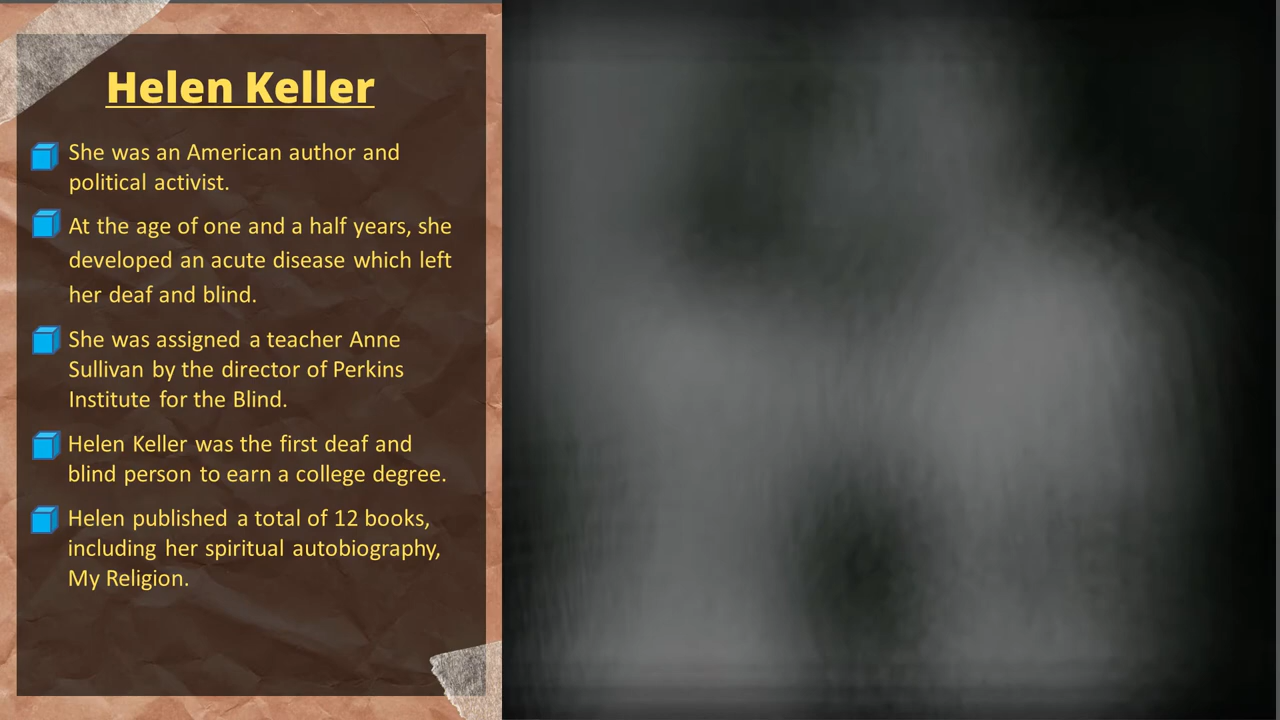 Helen Keller
She was an American author and
political activist.
At the age of one and a half years, she
developed an acute disease which left
her deaf and blind.
She was assigned a teacher Anne
Sullivan by the director of Perkins
Institute for the Blind.
Helen Keller was the first deaf and
blind person to earn a college degree.
Helen published a total of 12 books,
including her spiritual autobiography,
My Religion.